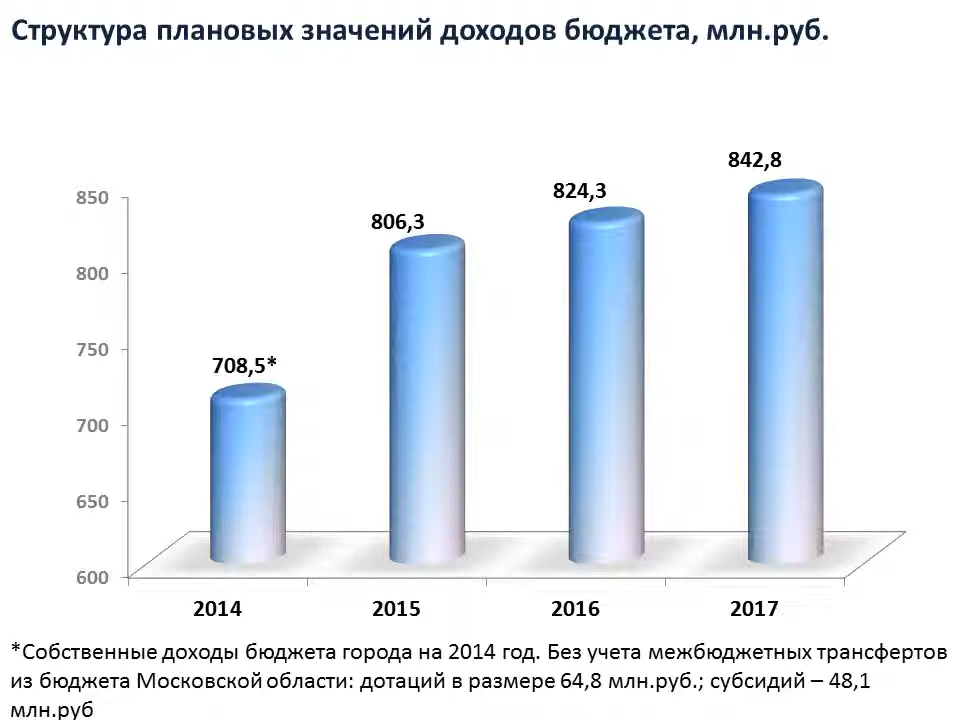 Структура плановых значений доходов бюджета, млн.руб.
842,8
824,3
806,3
708,5*
850
800
750
700
650
600
2014 2015 2016 2017
*Собственные доходы бюджета города на 2014 год. Без учета межбюджетных трансфертов
из бюджета Московской области: дотаций в размере 64,8 млн.руб.; субсидий – 48,1
млн.руб